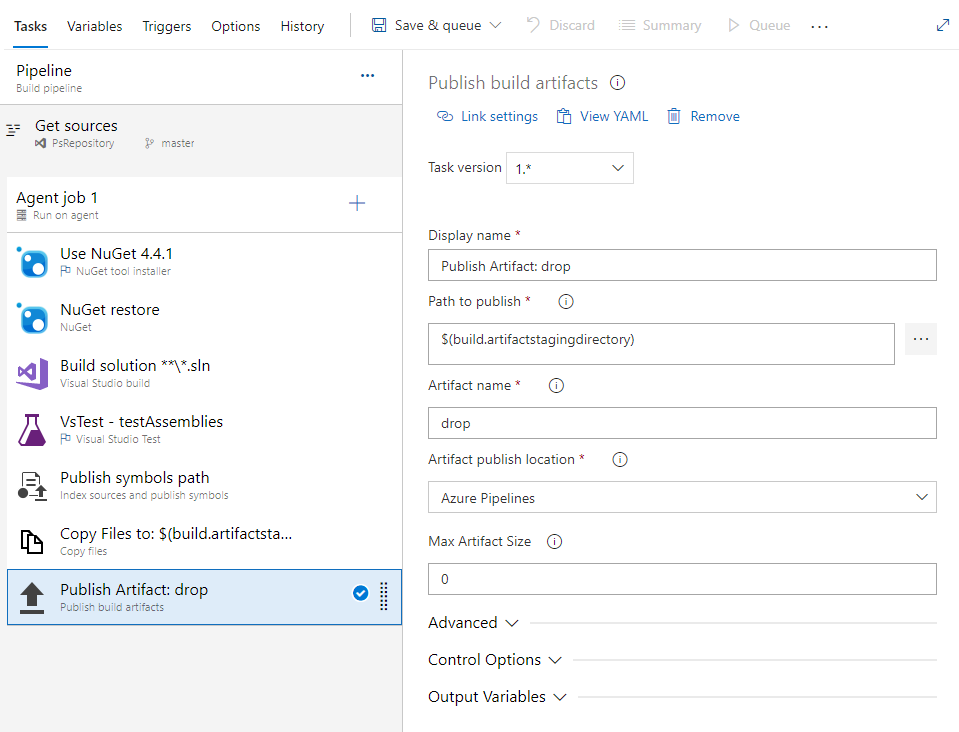 Tasks Variables Triggers Options History Save & queue Discard Summary Queue ...
Pipeline ...
Build pipeline
Get sources
PsRepository master
Agent job 1
Run on agent
Use NuGet 4.4.1
NuGet tool installer
NuGet restore
NuGet
Build solution **\*.sln
Visual Studio build
VsTest - testAssemblies
Visual Studio Test
Publish symbols path
Index sources and publish symbols
Copy Files to: $(build.artifactsta...
Copy files
Publish Artifact: drop
Publish build artifacts
Publish build artifacts
Link settings View YAML Remove
Task version 1.*
Display name *
Publish Artifact: drop
Path to publish *
$(build.artifactstagingdirectory) ...
Artifact name *
drop
Artifact publish location *
Azure Pipelines
Max Artifact Size
0
Advanced
Control Options
Output Variables